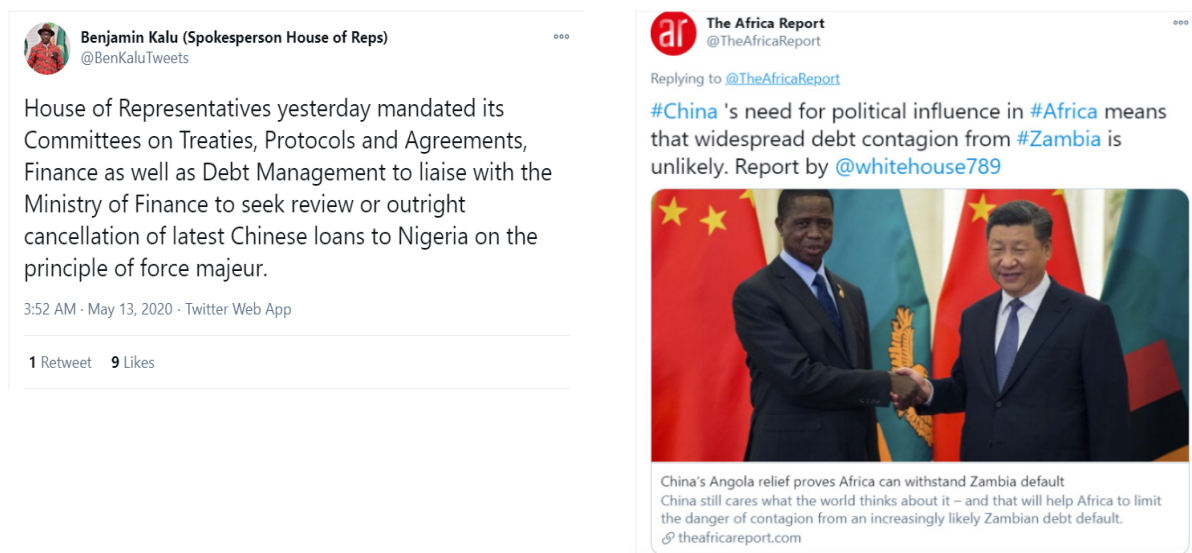 Benjamin Kalu (Spokesperson House of Reps)
@BenKaluTweets
House of Representatives yesterday mandated its
Committees on Treaties, Protocols and Agreements,
Finance as well as Debt Management to liaise with the
Ministry of Finance to seek review or outright
cancellation of latest Chinese loans to Nigeria on the
principle of force majeur.
3:52 AM · May 13, 2020 · Twitter Web App
1 Retweet 9 Likes
ar
The Africa Report
@TheAfricaReport
Replying to @TheAfricaReport
#China 's need for political influence in #Africa means
that widespread debt contagion from #Zambia is
unlikely. Report by @whitehouse789
China's Angola relief proves Africa can withstand Zambia default
China still cares what the world thinks about it – and that will help Africa to limit
the danger of contagion from an increasingly likely Zambian debt default.
theafricareport.com